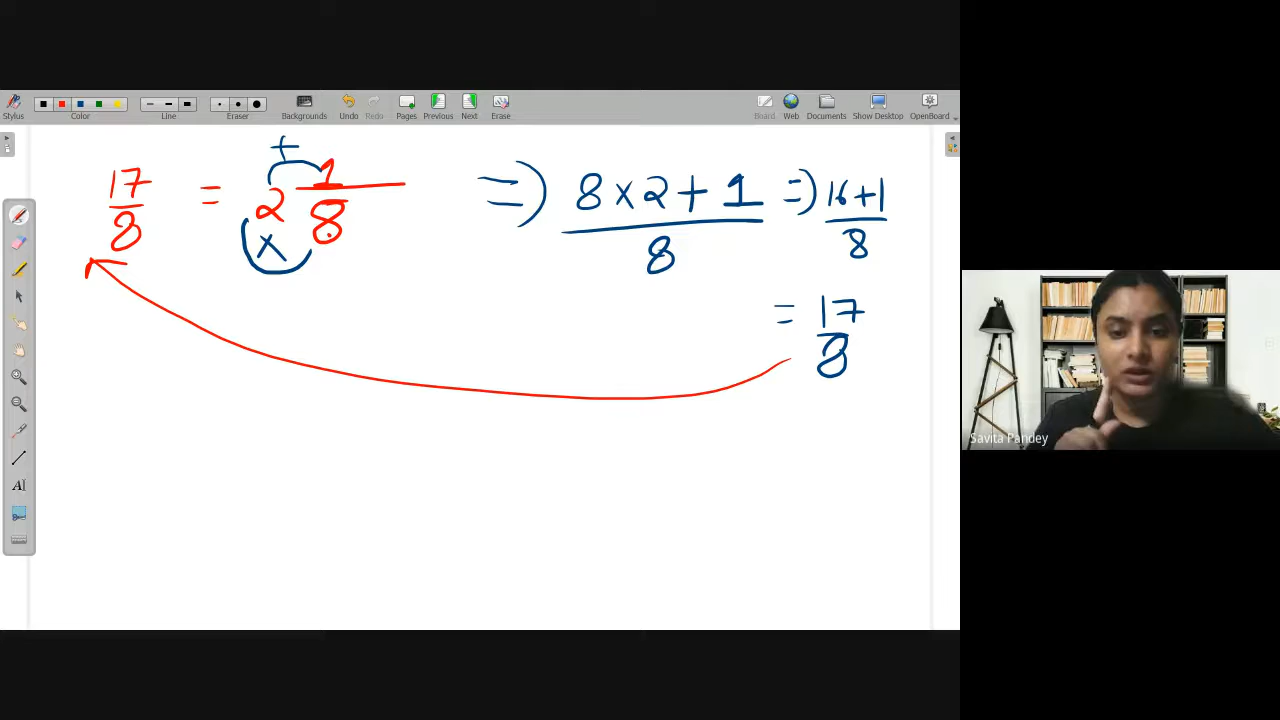 Stylus Color Line Eraser Backgrounds Undo Redo Pages Previous Next Erase Board Web Documents Show Desktop OpenBoard
17/8 = 2 1/8 => (8 × 2 + 1)/8 => (16+1)/8
+
×
= 17/8
AI
Savita Pandey